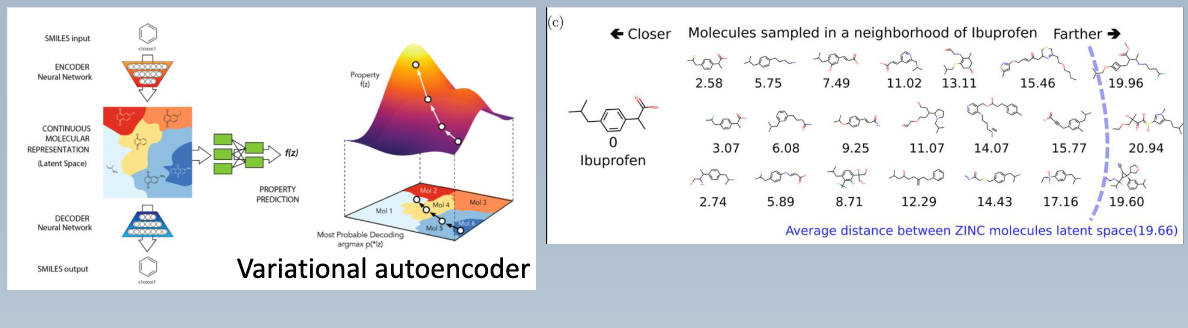 SMILES input
c1ccccc1
ENCODER
Neural Network
CONTINUOUS
MOLECULAR
REPRESENTATION
(Latent Space)
f(z)
PROPERTY
PREDICTION
DECODER
Neural Network
SMILES output
c1ccccc1
Property
f(z)
Mol 1
Mol 2
Mol 3
Mol 4
Mol 5
Mol 6
Most Probable Decoding
argmax p(*|z)
Variational autoencoder
(c)
← Closer Molecules sampled in a neighborhood of Ibuprofen Farther →
2.58 5.75 7.49 11.02 13.11 15.46 19.96
0
Ibuprofen
3.07 6.08 9.25 11.07 14.07 15.77 20.94
2.74 5.89 8.71 12.29 14.43 17.16 19.60
Average distance between ZINC molecules latent space(19.66)